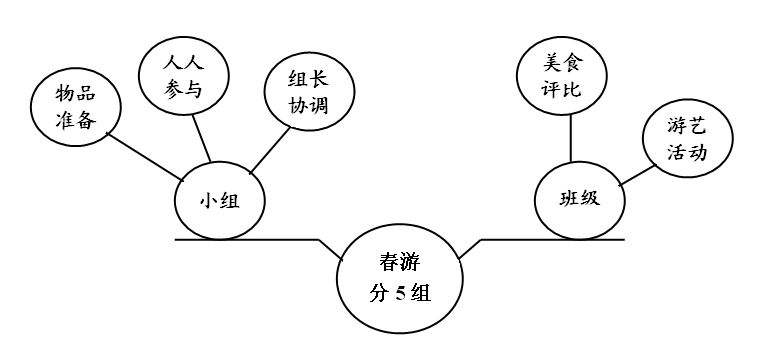 物品
准备
人人
参与
组长
协调
小组
美食
评比
游艺
活动
班级
春游
分5组